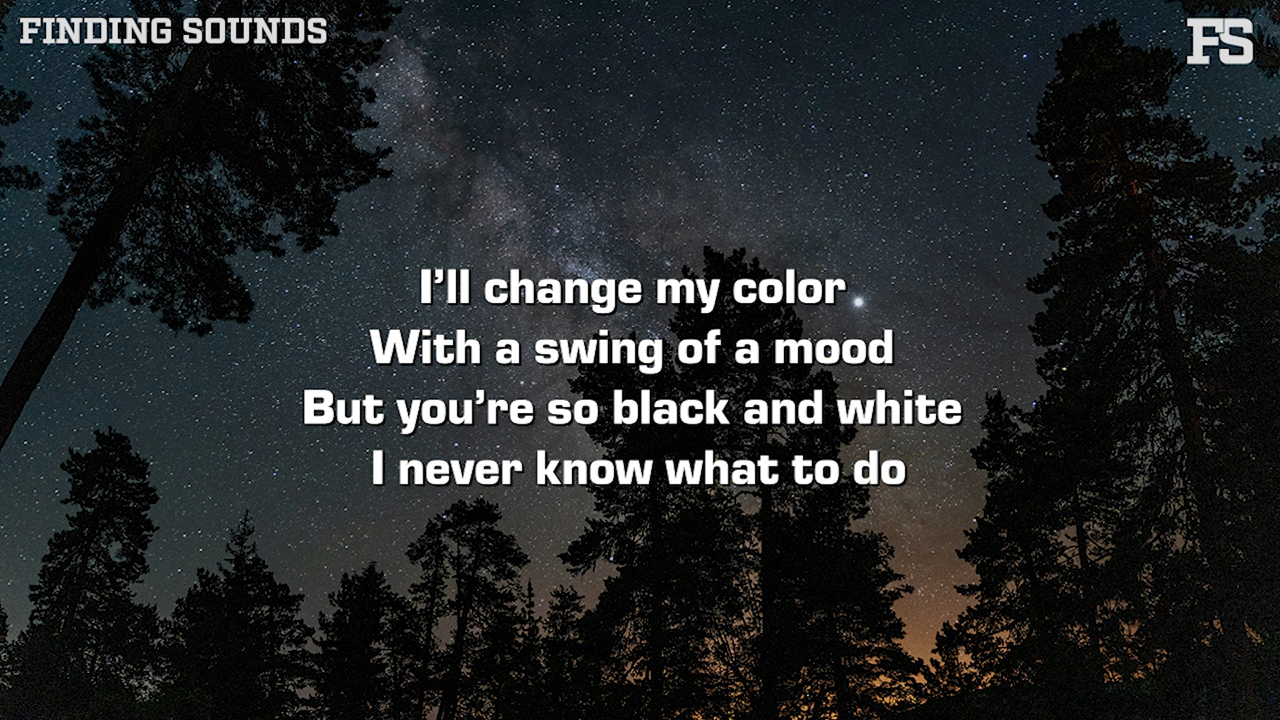 FINDING SOUNDS
FS
I’ll change my color
With a swing of a mood
But you’re so black and white
I never know what to do